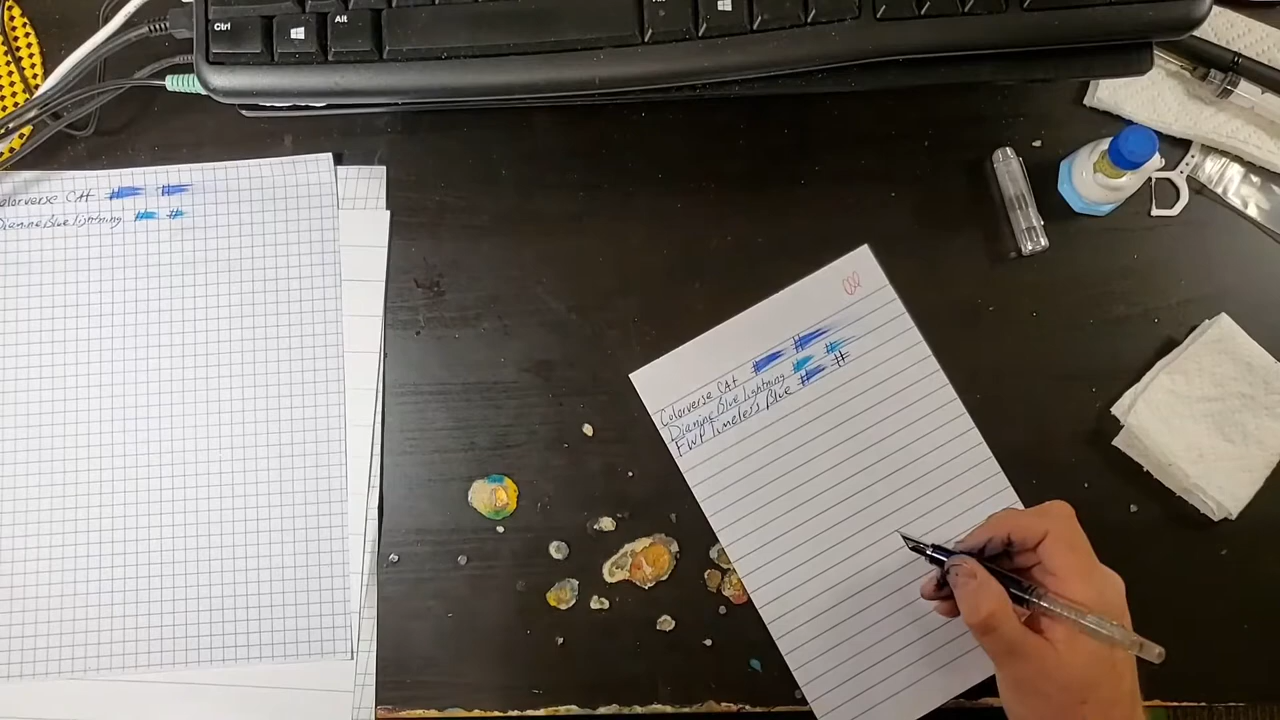 Ctrl
Alt
Colorverse CAt # #
Diamine Blue lightning # #
Colorverse CAt # #
Diamine Blue lightning # #
FWP Timeless Blue # #